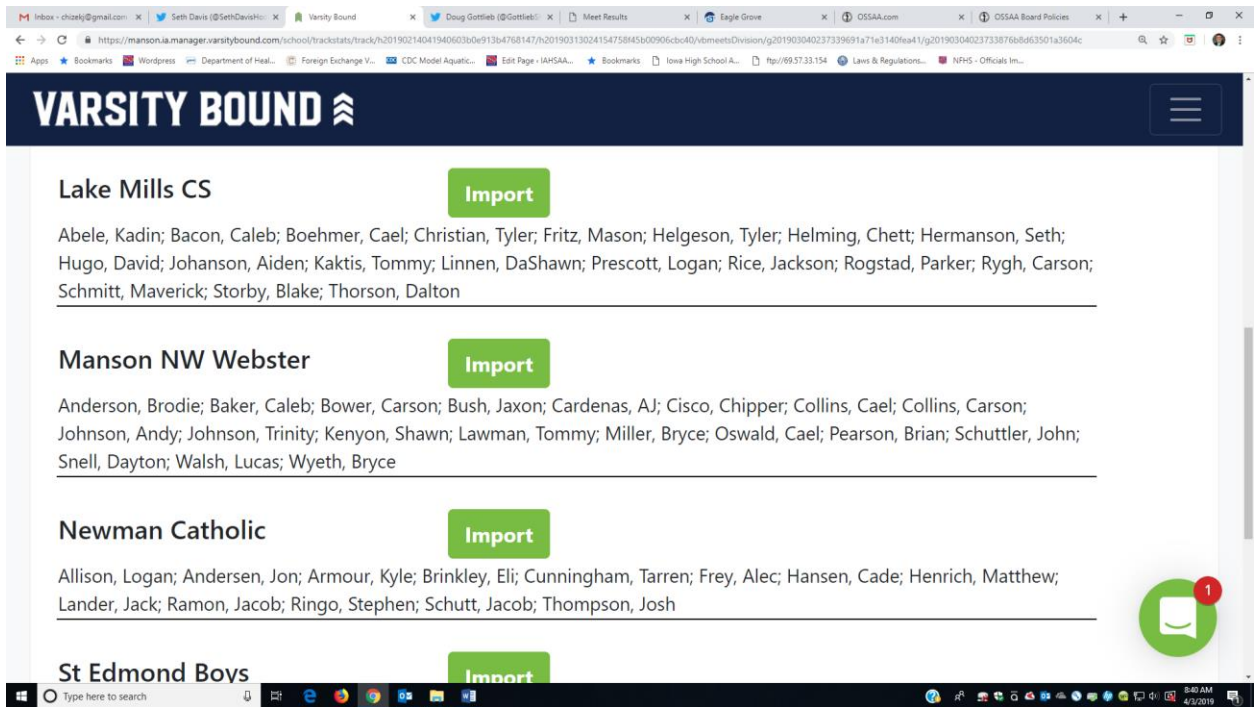 Inbox - chizekj@gmail.com
Seth Davis (@SethDavisHoo
Varsity Bound
Doug Gottlieb (@GottliebS
Meet Results
Eagle Grove
OSSAA.com
OSSAA Board Policies
https://manson.ia.manager.varsitybound.com/school/trackstats/track/h20190214041940603b0e913b4768147/h20190313024154758f45b00906cbc40/vbmeetsDivision/g201903040237339691a71e3140fea41/g20190304023733876b8d63501a3604c
Apps Bookmarks Wordpress Department of Heal... Foreign Exchange V... CDC Model Aquatic... Edit Page - IAHSAA... Bookmarks Iowa High School A... ftp://69.57.33.154 Laws & Regulations... NFHS - Officials Im...
VARSITY BOUND
Lake Mills CS
Import
Abele, Kadin; Bacon, Caleb; Boehmer, Cael; Christian, Tyler; Fritz, Mason; Helgeson, Tyler; Helming, Chett; Hermanson, Seth;
Hugo, David; Johanson, Aiden; Kaktis, Tommy; Linnen, DaShawn; Prescott, Logan; Rice, Jackson; Rogstad, Parker; Rygh, Carson;
Schmitt, Maverick; Storby, Blake; Thorson, Dalton
Manson NW Webster
Import
Anderson, Brodie; Baker, Caleb; Bower, Carson; Bush, Jaxon; Cardenas, AJ; Cisco, Chipper; Collins, Cael; Collins, Carson;
Johnson, Andy; Johnson, Trinity; Kenyon, Shawn; Lawman, Tommy; Miller, Bryce; Oswald, Cael; Pearson, Brian; Schuttler, John;
Snell, Dayton; Walsh, Lucas; Wyeth, Bryce
Newman Catholic
Import
Allison, Logan; Andersen, Jon; Armour, Kyle; Brinkley, Eli; Cunningham, Tarren; Frey, Alec; Hansen, Cade; Henrich, Matthew;
Lander, Jack; Ramon, Jacob; Ringo, Stephen; Schutt, Jacob; Thompson, Josh
1
St Edmond Boys
Import
Type here to search
8:40 AM
4/3/2019